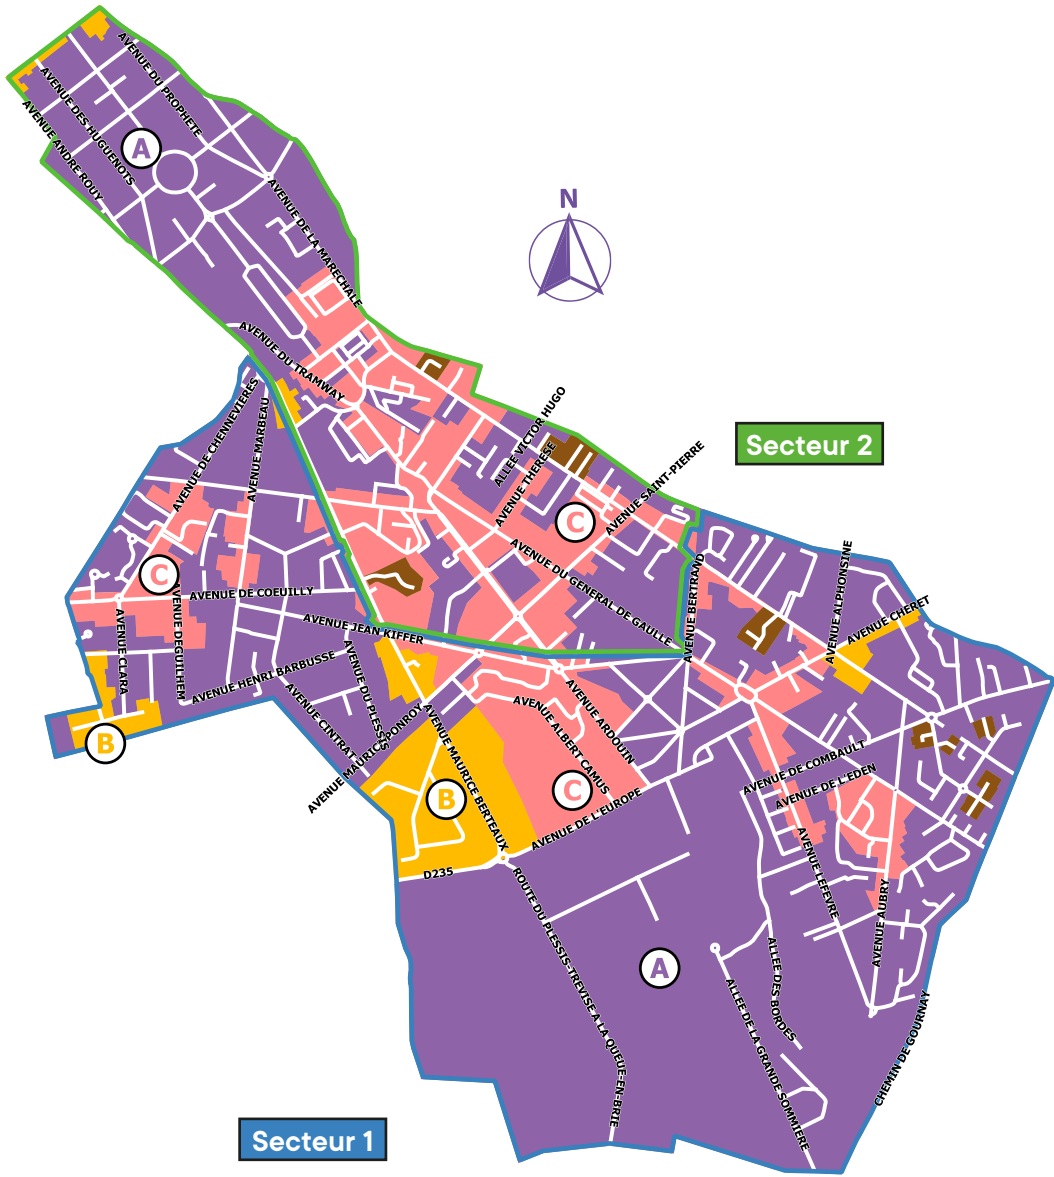 AVENUE DU PROPHETE
AVENUE DES HUGUENOTS
AVENUE ANDRE ROUY
A
AVENUE DE LA MARECHALE
N
AVENUE DU TRAMWAY
AVENUE DE CHENNEVIERES
AVENUE MARBEAU
ALLEE VICTOR HUGO
AVENUE THERESE
AVENUE SAINT-PIERRE
Secteur 2
C
AVENUE DU GENERAL DE GAULLE
AVENUE BERTRAND
AVENUE ALPHONSINE
AVENUE CHERET
C
AVENUE DE COEUILLY
AVENUE DEGUILHEM
AVENUE CLARA
AVENUE JEAN KIFFER
AVENUE HENRI BARBUSSE
AVENUE DU PLESSIS
AVENUE CINTRAT
AVENUE MAURICE PONROY
AVENUE MAURICE BERTEAUX
AVENUE ARDOUIN
AVENUE ALBERT CAMUS
B
B
C
AVENUE DE L'EUROPE
D235
AVENUE DE COMBAULT
AVENUE DE L'EDEN
AVENUE LEFEVRE
AVENUE AUBRY
ROUTE DU PLESSIS-TREVISE A LA QUEUE-EN-BRIE
A
ALLEE DES BORDES
ALLEE DE LA GRANDE SOMMIERE
CHEMIN DE GOURNAY
Secteur 1